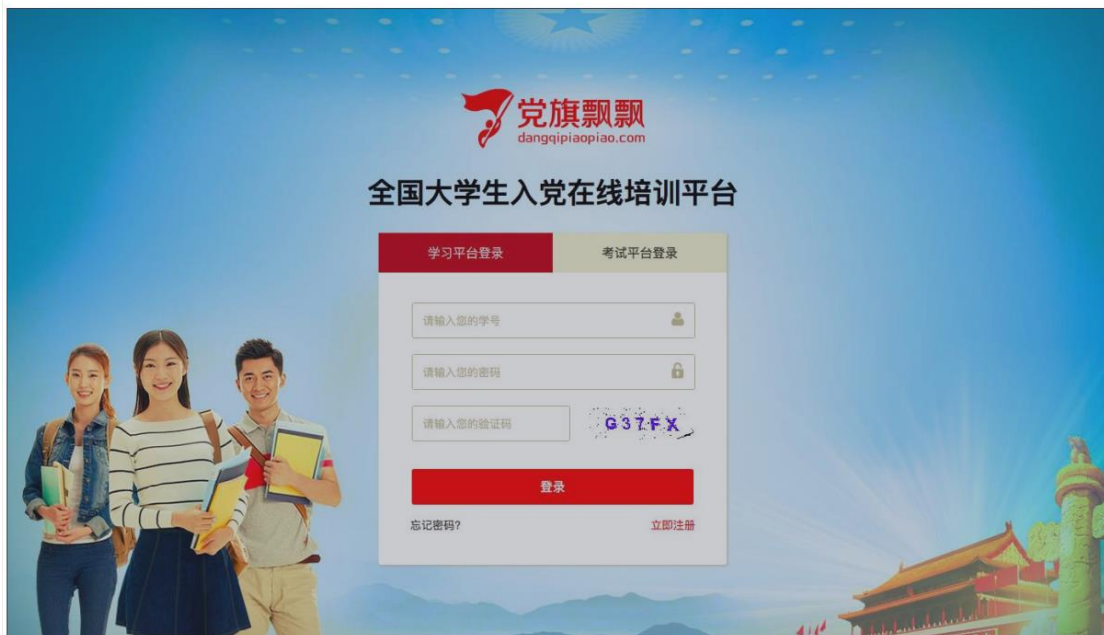 党旗飘飘
dangqipiaopiao.com
全国大学生入党在线培训平台
学习平台登录 考试平台登录
请输入您的学号
请输入您的密码
请输入您的验证码 G37FX
登录
忘记密码? 立即注册